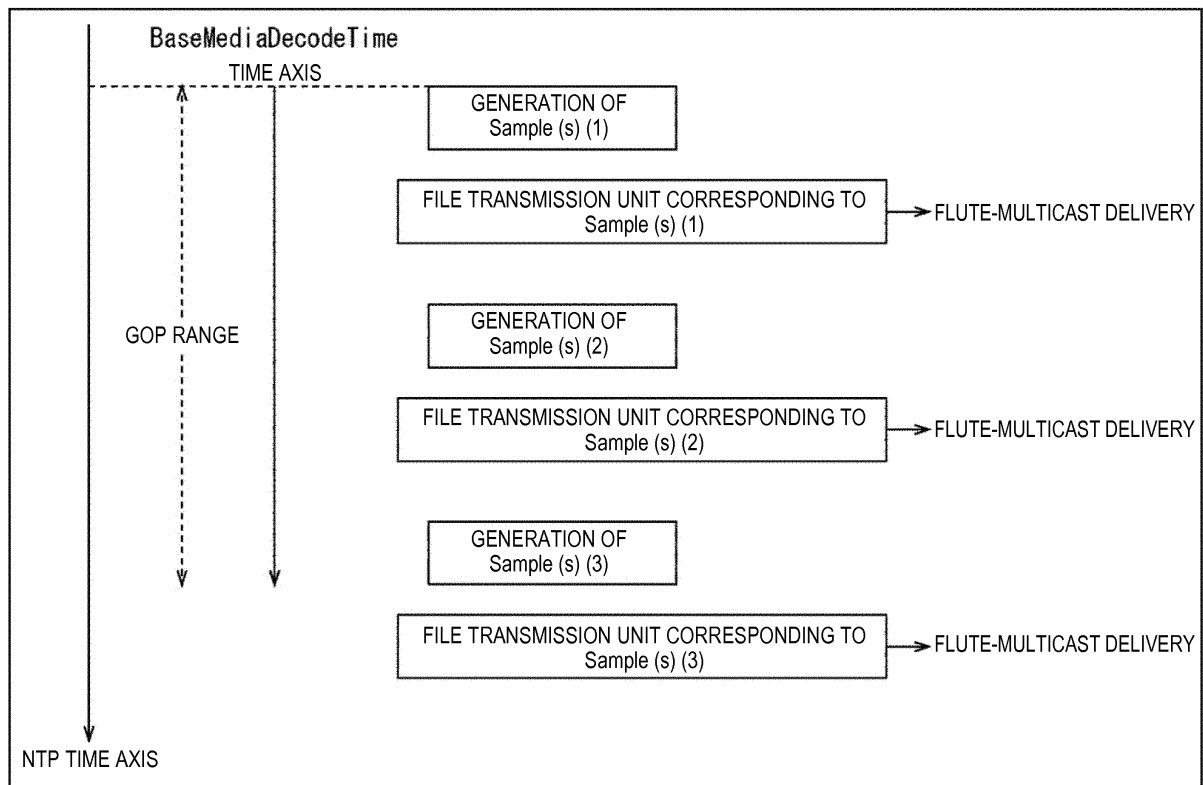 BaseMediaDecodeTime
TIME AXIS
GENERATION OF
Sample (s) (1)
FILE TRANSMISSION UNIT CORRESPONDING TO
Sample (s) (1)
FLUTE-MULTICAST DELIVERY
GOP RANGE
GENERATION OF
Sample (s) (2)
FILE TRANSMISSION UNIT CORRESPONDING TO
Sample (s) (2)
FLUTE-MULTICAST DELIVERY
GENERATION OF
Sample (s) (3)
FILE TRANSMISSION UNIT CORRESPONDING TO
Sample (s) (3)
FLUTE-MULTICAST DELIVERY
NTP TIME AXIS